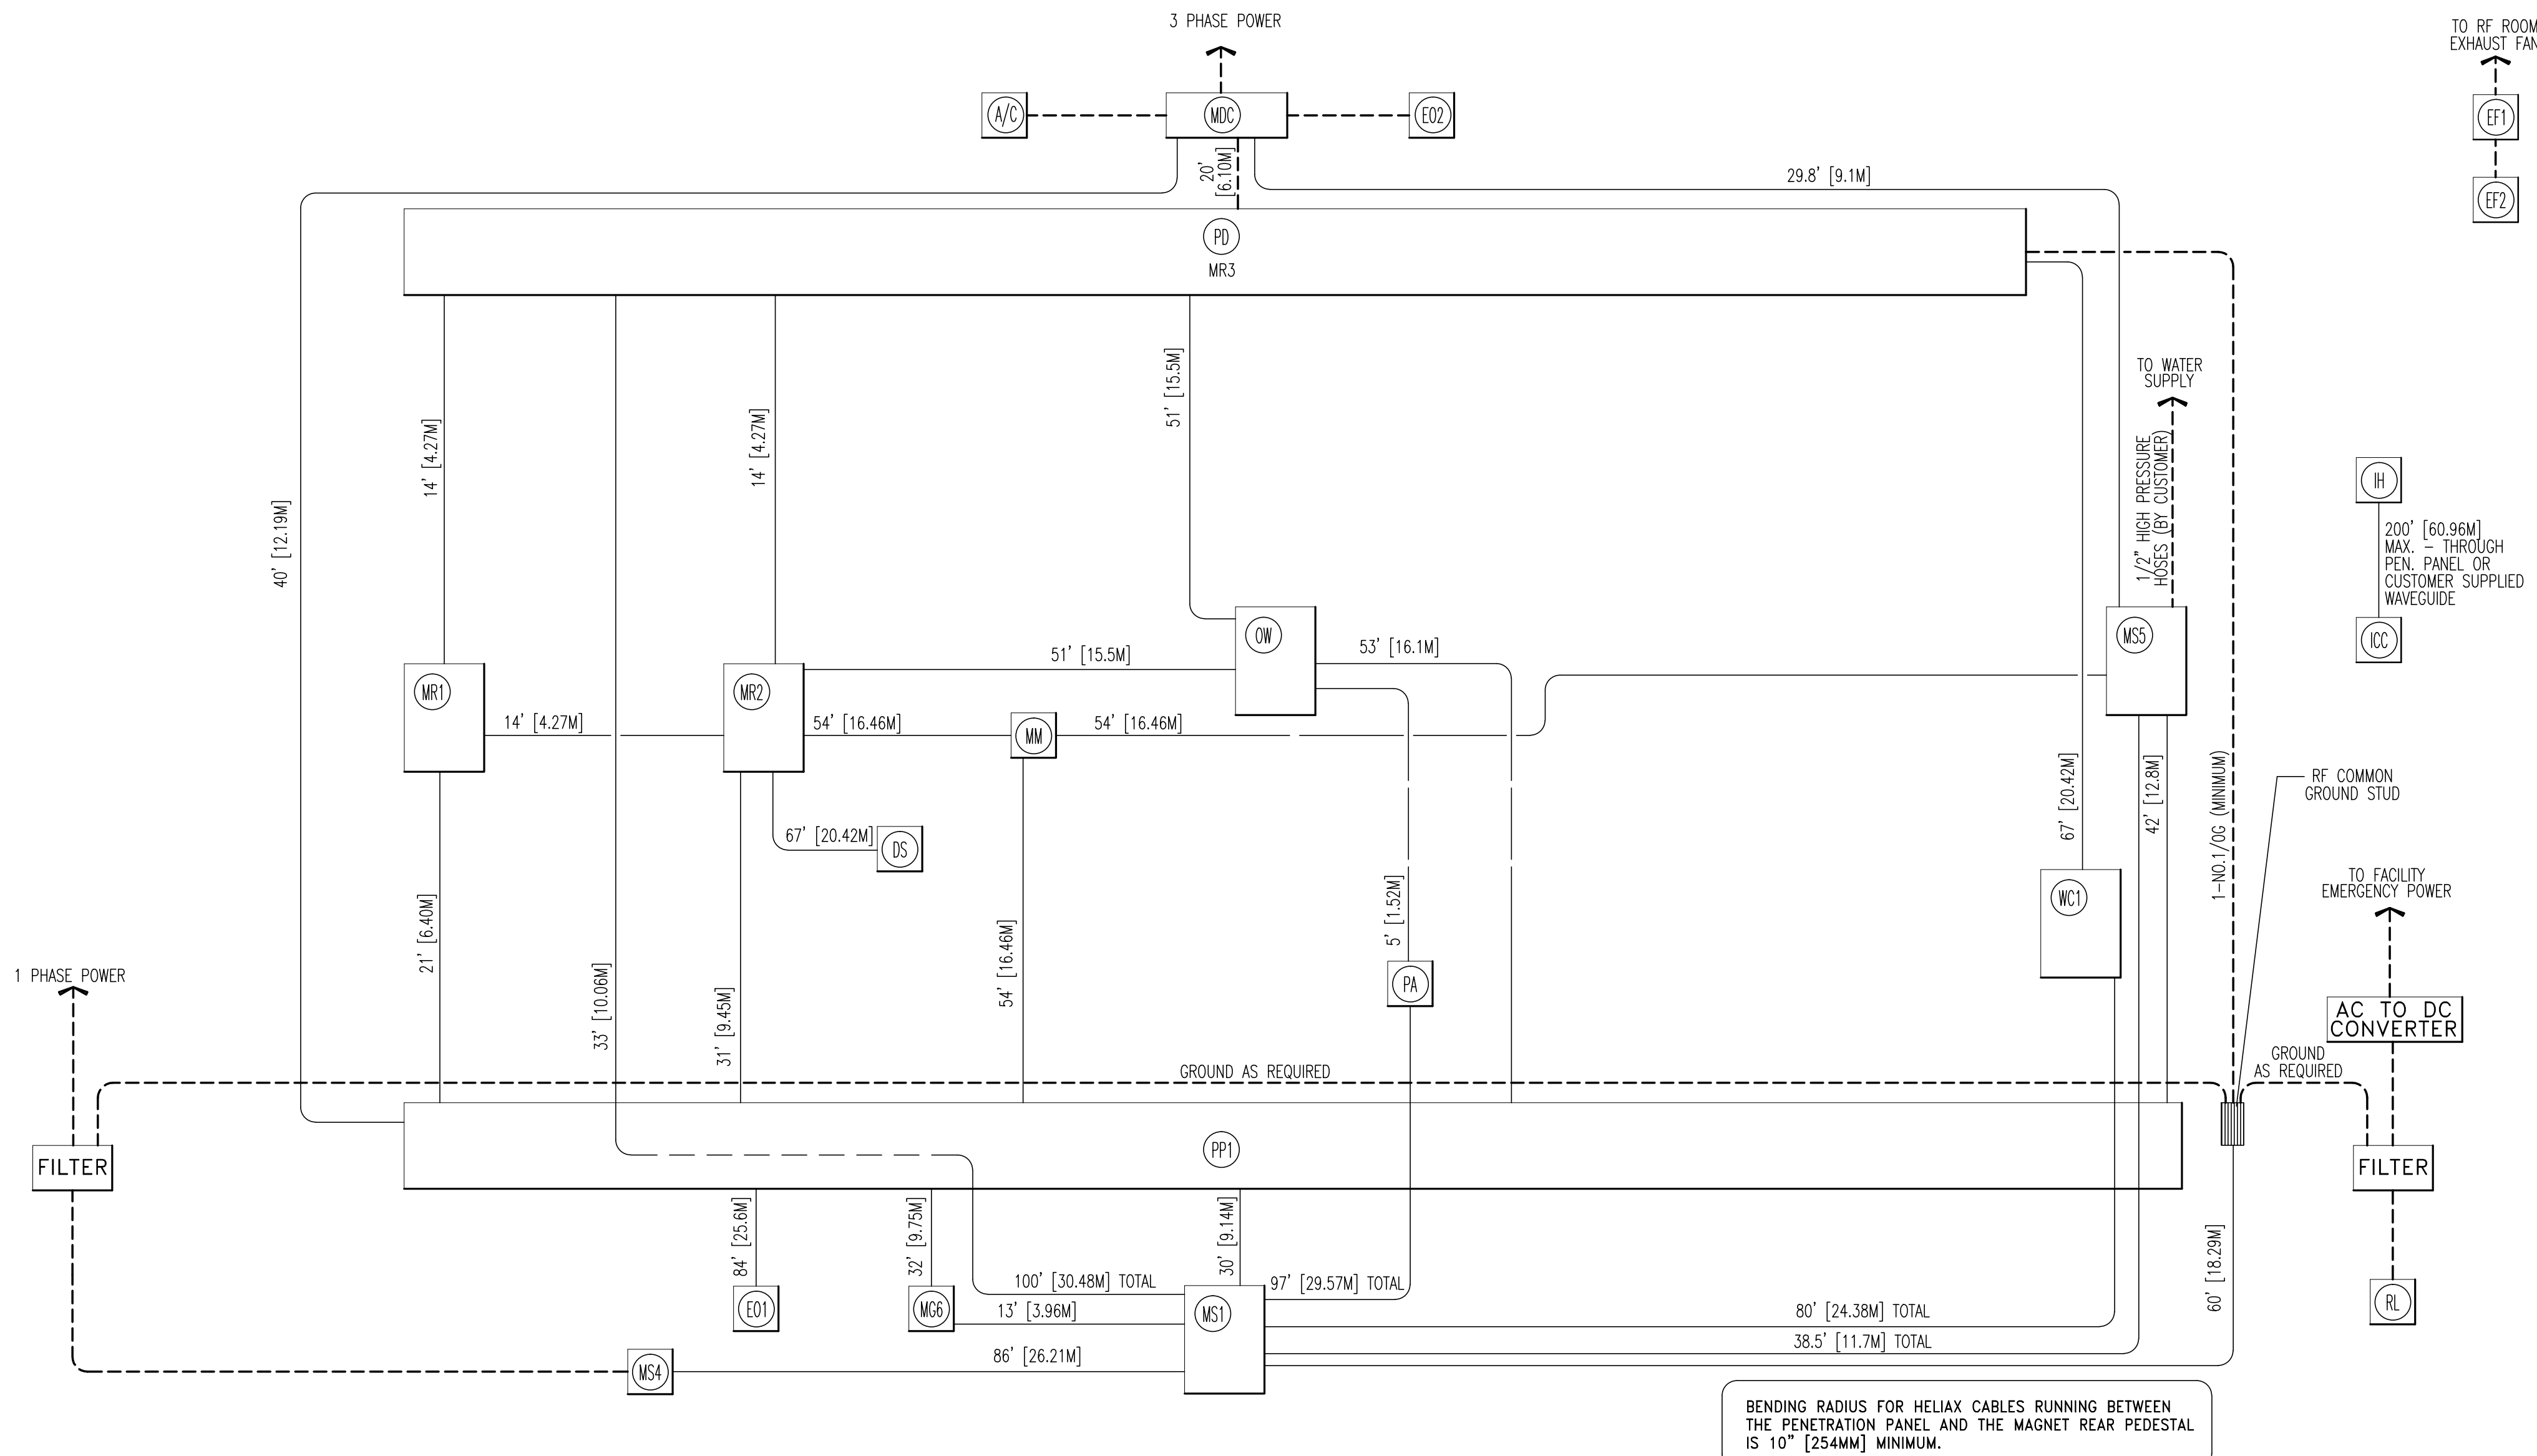 3 PHASE POWER
TO RF ROOM
EXHAUST FAN
A/C
MDC
EO2
EF1
EF2
20'
[6.10M]
29.8' [9.1M]
PD
MR3
14' [4.27M]
14' [4.27M]
51' [15.5M]
40' [12.19M]
TO WATER
SUPPLY
1/2" HIGH PRESSURE
HOSES (BY CUSTOMER)
IH
200' [60.96M]
MAX. – THROUGH
PEN. PANEL OR
CUSTOMER SUPPLIED
WAVEGUIDE
ICC
OW
MS5
51' [15.5M]
53' [16.1M]
MR1
MR2
14' [4.27M]
54' [16.46M]
MM
54' [16.46M]
67' [20.42M]
42' [12.8M]
1-NO.1/0G (MINIMUM)
RF COMMON
GROUND STUD
67' [20.42M]
DS
21' [6.40M]
33' [10.06M]
31' [9.45M]
54' [16.46M]
5' [1.52M]
PA
WC1
TO FACILITY
EMERGENCY POWER
1 PHASE POWER
AC TO DC
CONVERTER
GROUND AS REQUIRED
GROUND
AS REQUIRED
FILTER
PP1
FILTER
84' [25.6M]
32' [9.75M]
30' [9.14M]
60' [18.29M]
100' [30.48M] TOTAL
97' [29.57M] TOTAL
EO1
MG6
13' [3.96M]
MS1
80' [24.38M] TOTAL
RL
38.5' [11.7M] TOTAL
MS4
86' [26.21M]
BENDING RADIUS FOR HELIAX CABLES RUNNING BETWEEN
THE PENETRATION PANEL AND THE MAGNET REAR PEDESTAL
IS 10" [254MM] MINIMUM.